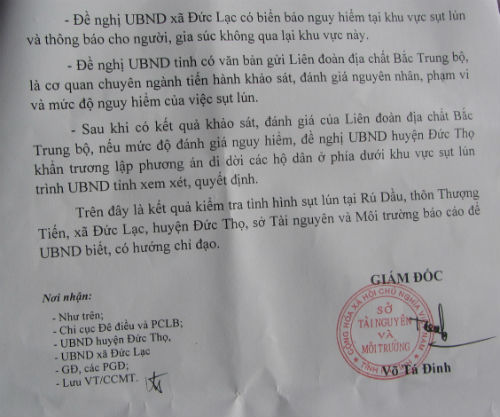 - Đề nghị UBND xã Đức Lạc có biển báo nguy hiểm tại khu vực sụt lún
và thông báo cho người, gia súc không qua lại khu vực này.
- Đề nghị UBND tỉnh có văn bản gửi Liên đoàn địa chất Bắc Trung bộ,
là cơ quan chuyên ngành tiến hành khảo sát, đánh giá nguyên nhân, phạm vi
và mức độ nguy hiểm của việc sụt lún.
- Sau khi có kết quả khảo sát, đánh giá của Liên đoàn địa chất Bắc
Trung bộ, nếu mức độ đánh giá nguy hiểm, đề nghị UBND huyện Đức Thọ
khẩn trương lập phương án di dời các hộ dân ở phía dưới khu vực sụt lún
trình UBND tỉnh xem xét, quyết định.
Trên đây là kết quả kiểm tra tình hình sụt lún tại Rú Dầu, thôn Thượng
Tiến, xã Đức Lạc, huyện Đức Thọ, sở Tài nguyên và Môi trường báo cáo để
UBND biết, có hướng chỉ đạo.
GIÁM ĐỐC
Nơi nhận:
- Như trên;
- Chi cục Đê điều và PCLB;
- UBND huyện Đức Thọ,
- UBND xã Đức Lạc
- GĐ, các PGĐ;
- Lưu VT/CCMT.
CỘNG HÒA XÃ HỘI CHỦ NGHĨA VIỆT NAM
SỞ
TÀI NGUYÊN
VÀ
MÔI TRƯỜNG
Võ Tá Đinh